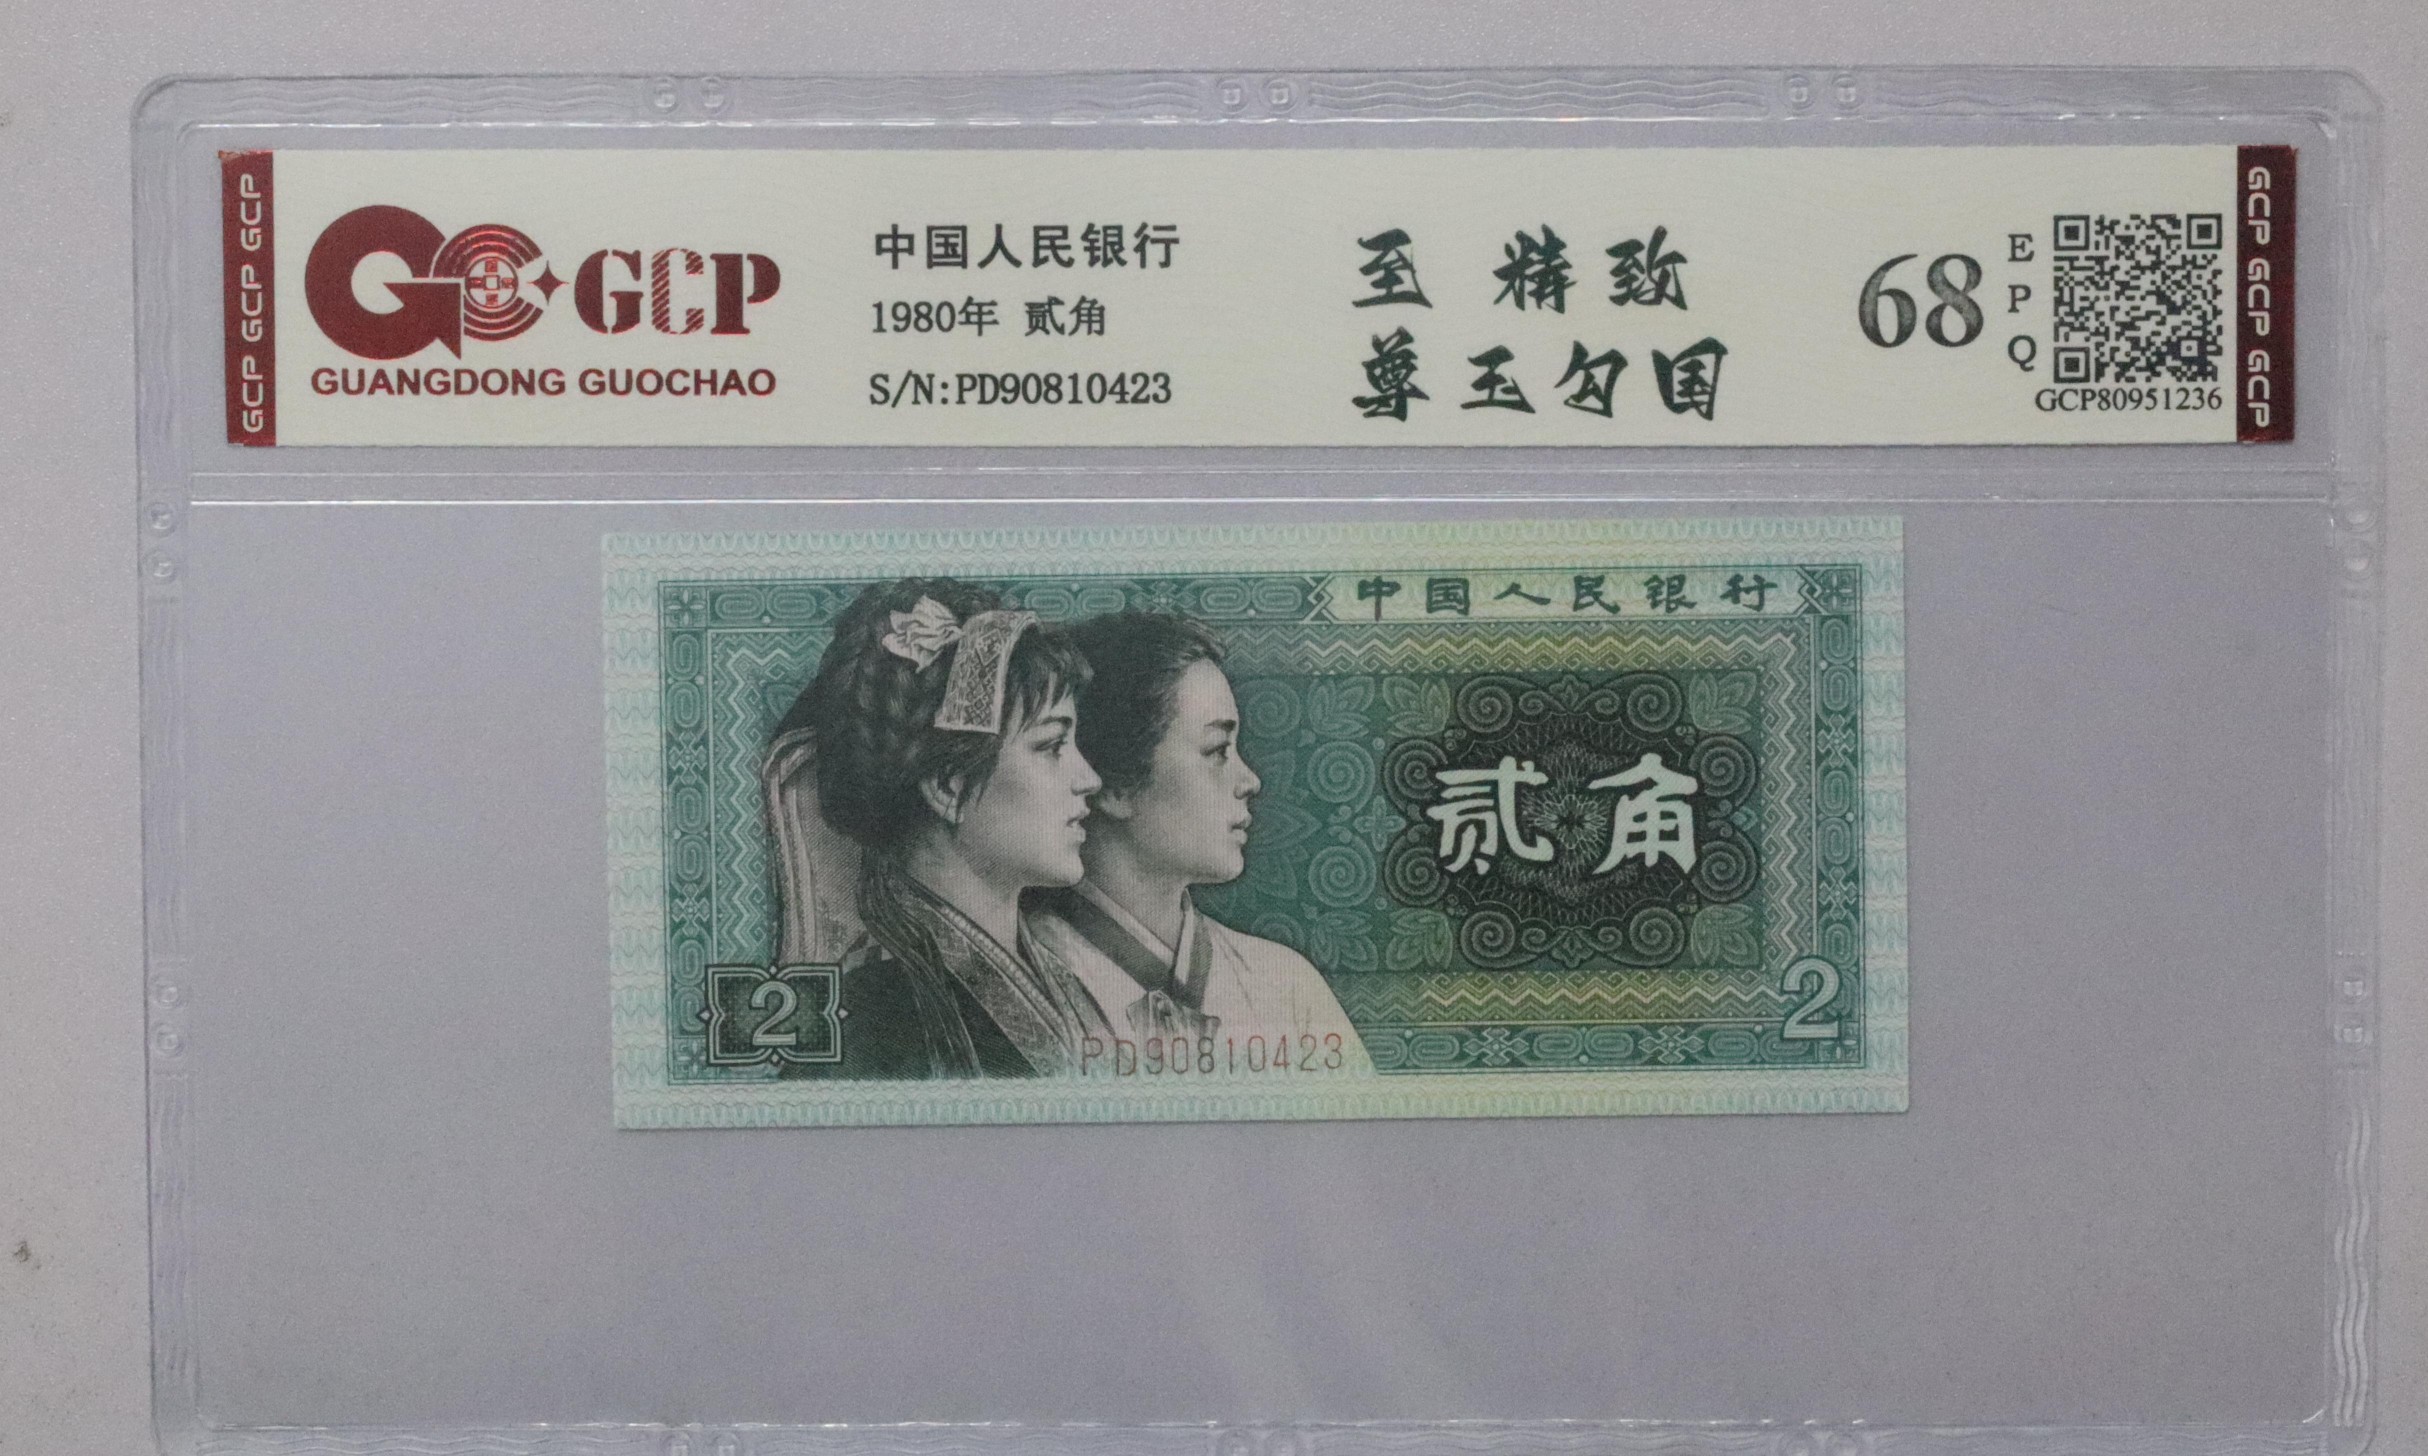 GCP GCP GCP
GCP
GUANGDONG GUOCHAO
中国人民银行
1980年 贰角
S/N:PD90810423
至 精 致
尊 玉 勾 国
68
E
P
Q
GCP80951236
GCP GCP GCP
中国人民银行
贰角
2
2
PD90810423